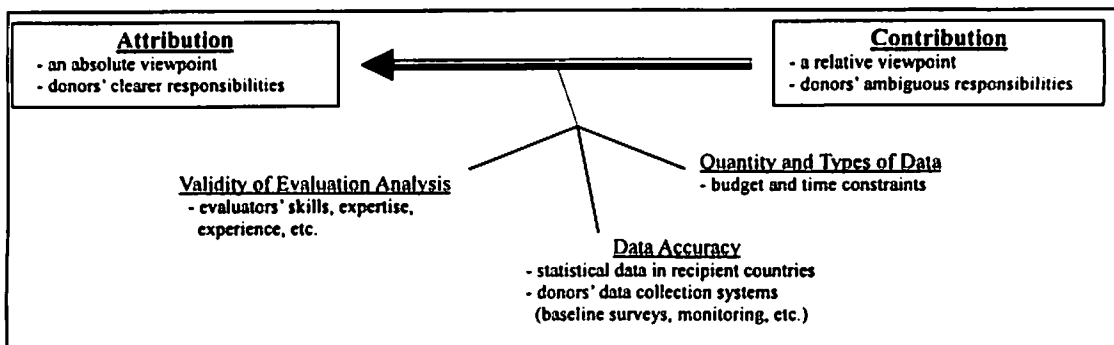 Attribution
- an absolute viewpoint
- donors' clearer responsibilities
Contribution
- a relative viewpoint
- donors' ambiguous responsibilities
Validity of Evaluation Analysis
- evaluators' skills, expertise,
experience, etc.
Quantity and Types of Data
- budget and time constraints
Data Accuracy
- statistical data in recipient countries
- donors' data collection systems
(baseline surveys, monitoring, etc.)